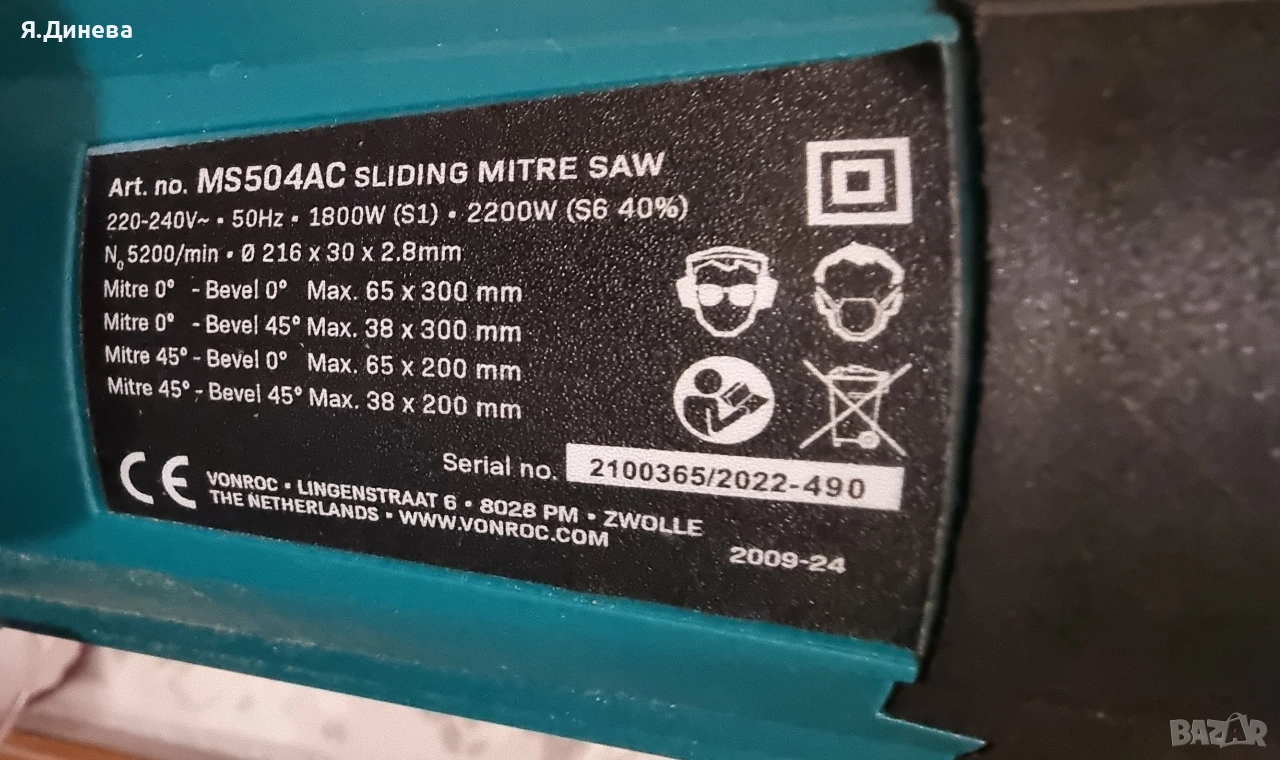 Я.Динева
Art. no. MS504AC SLIDING MITRE SAW
220-240V~ • 50Hz • 1800W (S1) • 2200W (S6 40%)
N₀ 5200/min • Ø 216 x 30 x 2.8mm
Mitre 0° - Bevel 0° Max. 65 x 300 mm
Mitre 0° - Bevel 45° Max. 38 x 300 mm
Mitre 45° - Bevel 0° Max. 65 x 200 mm
Mitre 45° - Bevel 45° Max. 38 x 200 mm
Serial no. 2100365/2022-490
CE
VONROC • LINGENSTRAAT 6 • 8028 PM • ZWOLLE
THE NETHERLANDS • WWW.VONROC.COM
2009-24
BAZAR